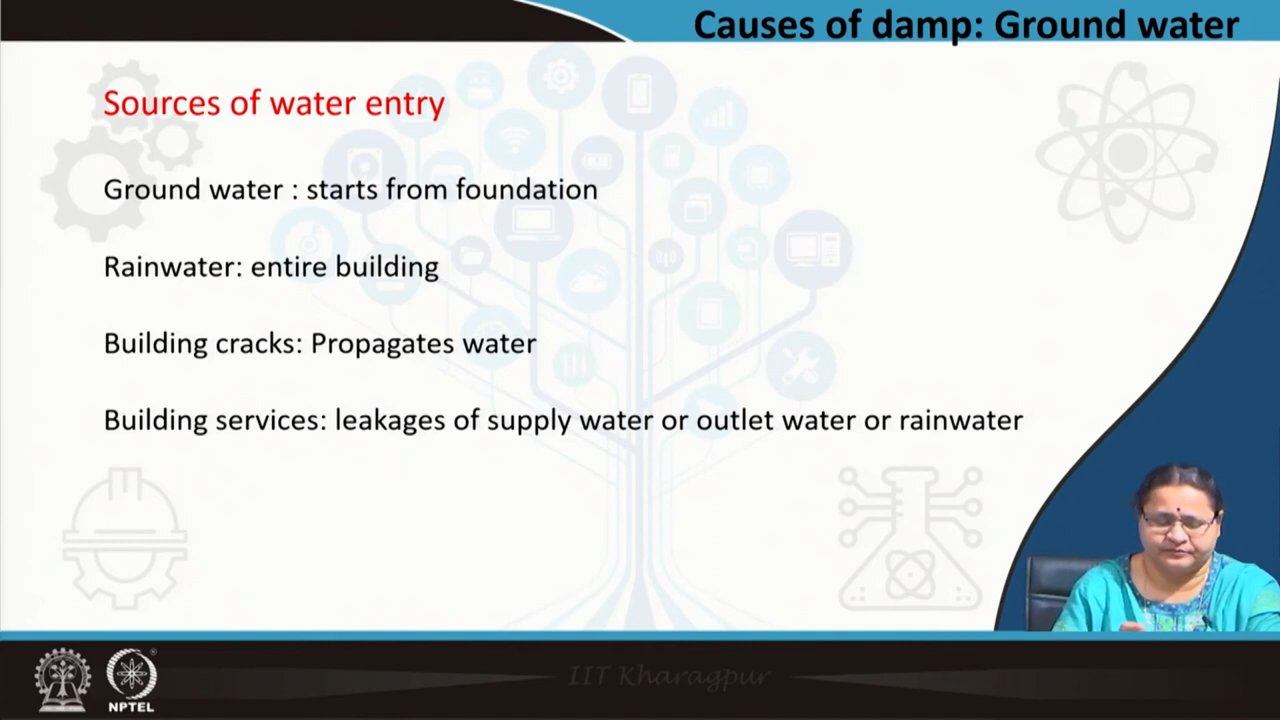 Causes of damp: Ground water
Sources of water entry
Ground water : starts from foundation
Rainwater: entire building
Building cracks: Propagates water
Building services: leakages of supply water or outlet water or rainwater
IIT Kharagpur
NPTEL